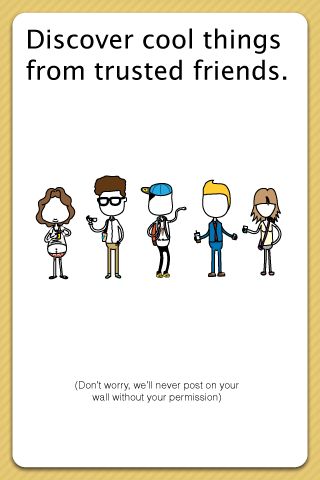 Discover cool things
from trusted friends.
(Don't worry, we'll never post on your
wall without your permission)